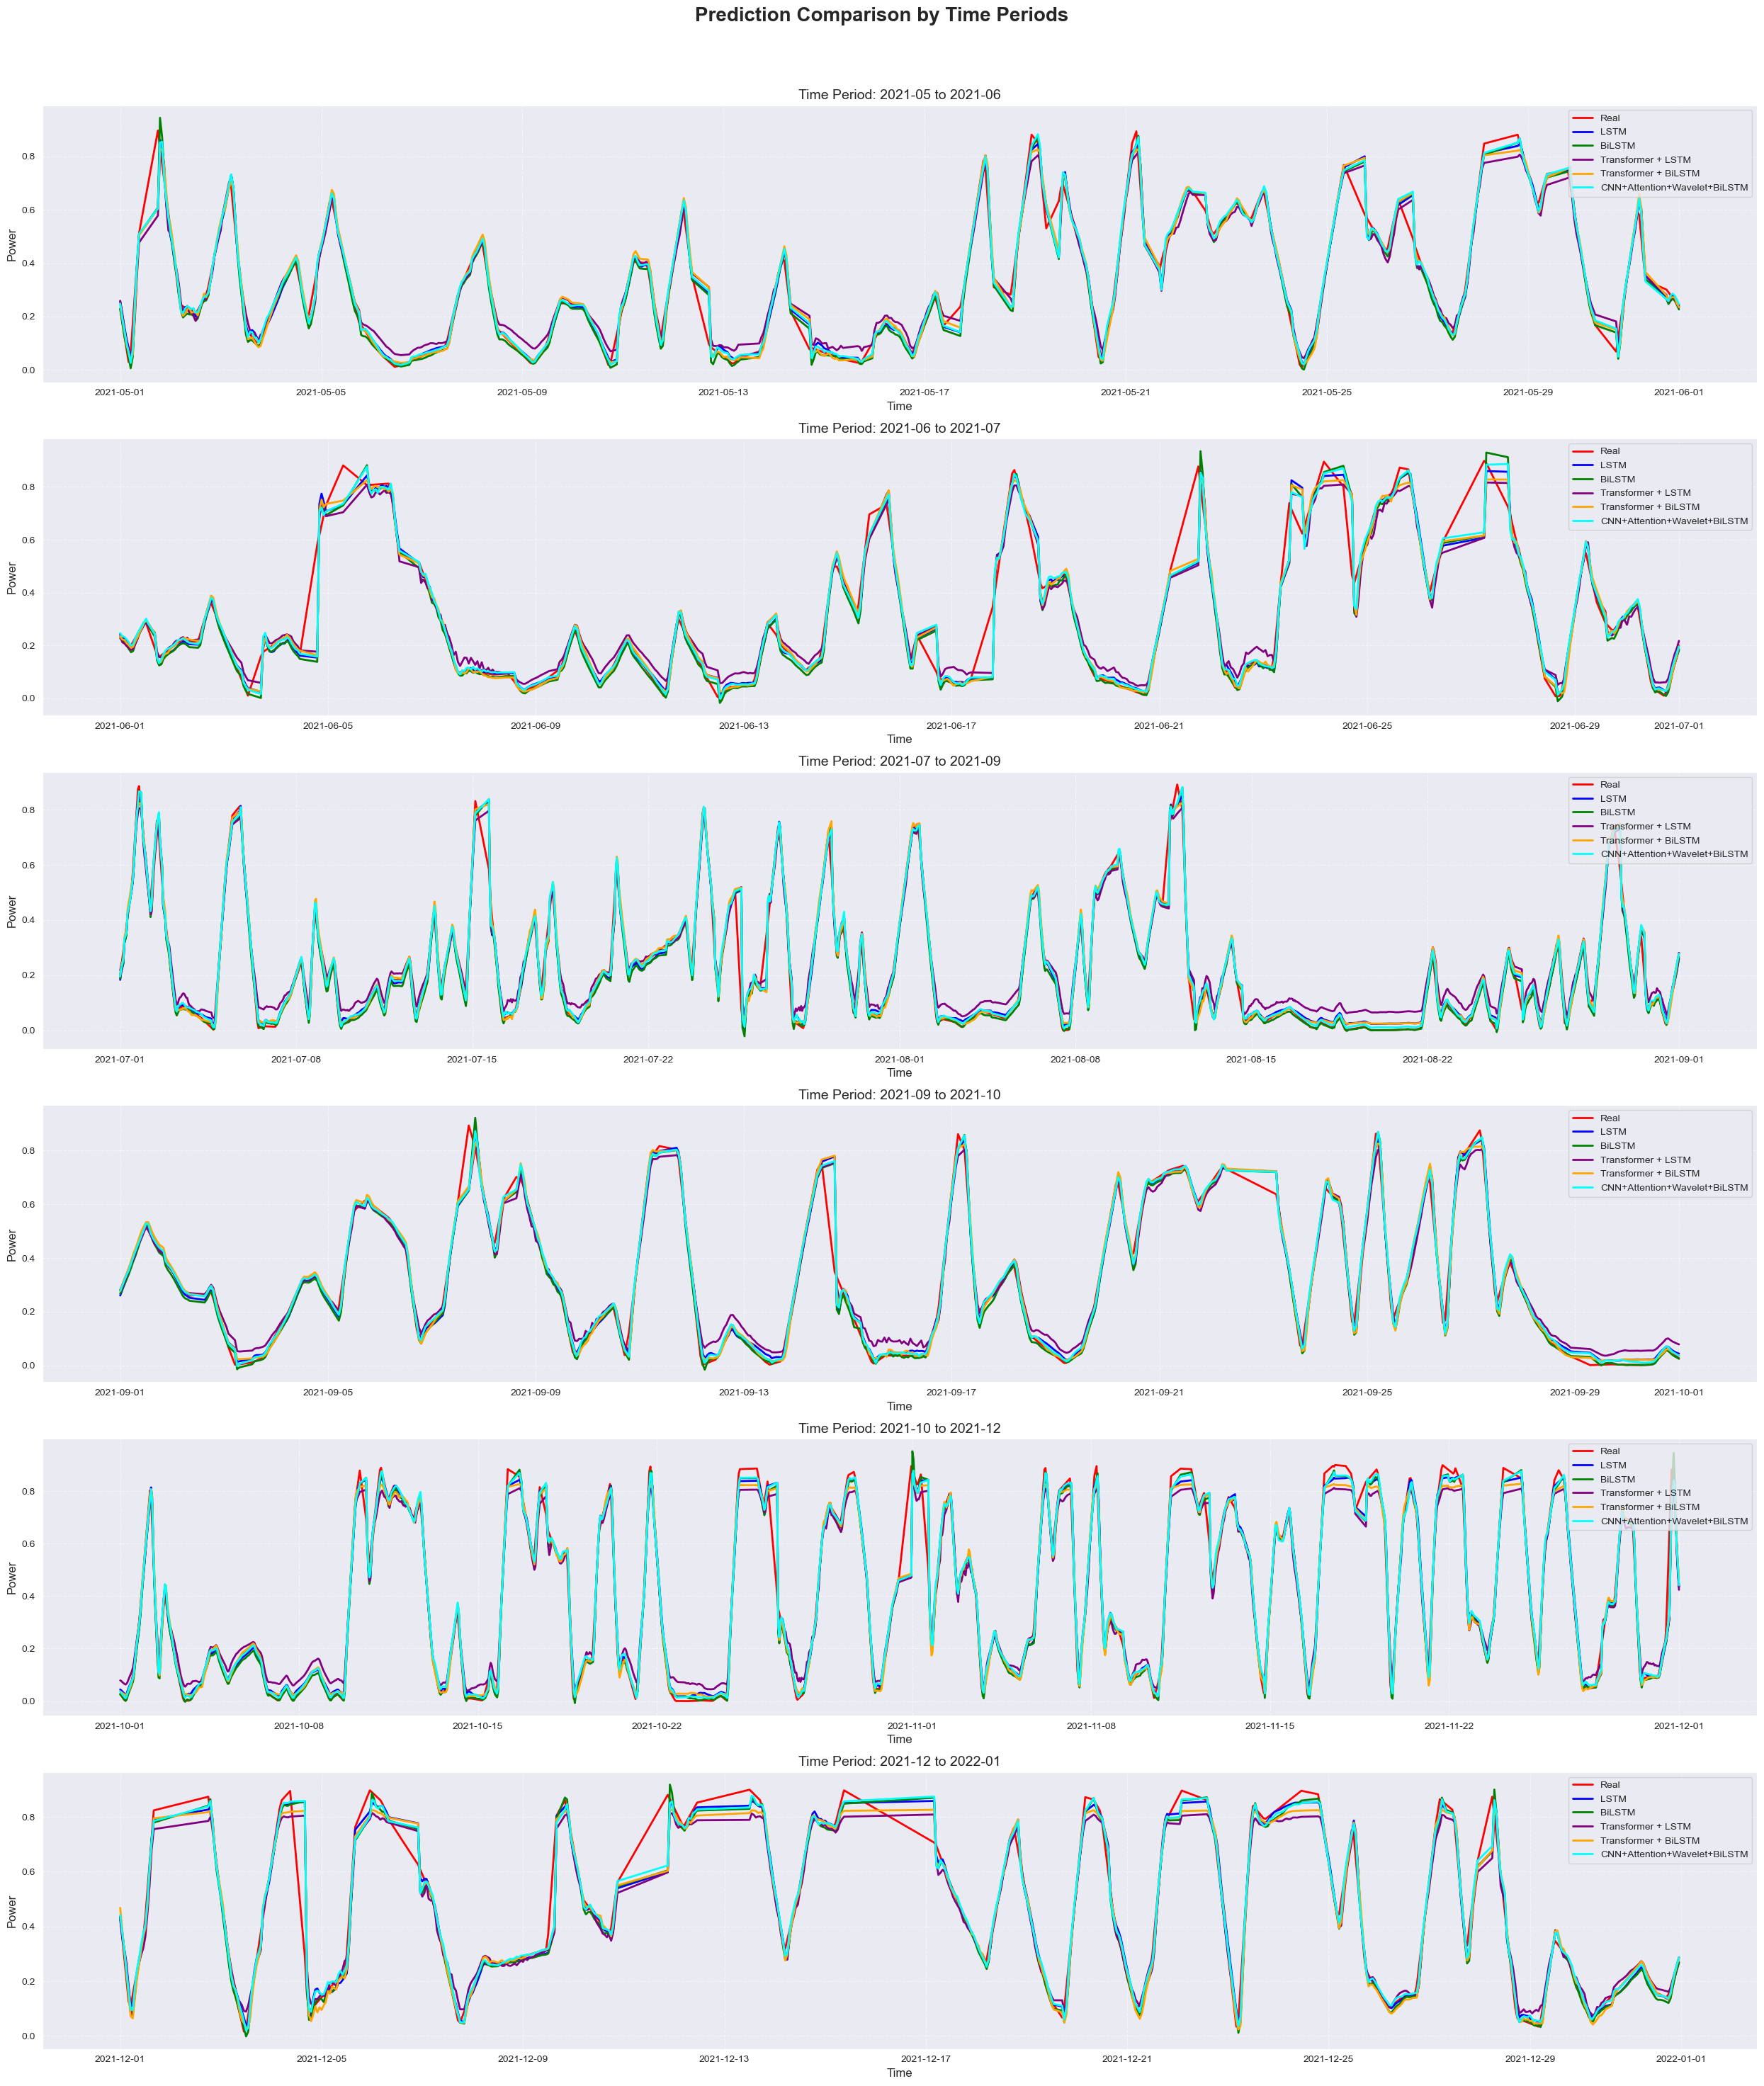 Prediction Comparison by Time Periods
Time Period: 2021-05 to 2021-06
Power
0.8
0.6
0.4
0.2
0.0
Real
LSTM
BiLSTM
Transformer + LSTM
Transformer + BiLSTM
CNN+Attention+Wavelet+BiLSTM
2021-05-01 2021-05-05 2021-05-09 2021-05-13 2021-05-17 2021-05-21 2021-05-25 2021-05-29 2021-06-01
Time
Time Period: 2021-06 to 2021-07
Power
0.8
0.6
0.4
0.2
0.0
Real
LSTM
BiLSTM
Transformer + LSTM
Transformer + BiLSTM
CNN+Attention+Wavelet+BiLSTM
2021-06-01 2021-06-05 2021-06-09 2021-06-13 2021-06-17 2021-06-21 2021-06-25 2021-06-29 2021-07-01
Time
Time Period: 2021-07 to 2021-09
Power
0.8
0.6
0.4
0.2
0.0
Real
LSTM
BiLSTM
Transformer + LSTM
Transformer + BiLSTM
CNN+Attention+Wavelet+BiLSTM
2021-07-01 2021-07-08 2021-07-15 2021-07-22 2021-08-01 2021-08-08 2021-08-15 2021-08-22 2021-09-01
Time
Time Period: 2021-09 to 2021-10
Power
0.8
0.6
0.4
0.2
0.0
Real
LSTM
BiLSTM
Transformer + LSTM
Transformer + BiLSTM
CNN+Attention+Wavelet+BiLSTM
2021-09-01 2021-09-05 2021-09-09 2021-09-13 2021-09-17 2021-09-21 2021-09-25 2021-09-29 2021-10-01
Time
Time Period: 2021-10 to 2021-12
Power
0.8
0.6
0.4
0.2
0.0
Real
LSTM
BiLSTM
Transformer + LSTM
Transformer + BiLSTM
CNN+Attention+Wavelet+BiLSTM
2021-10-01 2021-10-08 2021-10-15 2021-10-22 2021-11-01 2021-11-08 2021-11-15 2021-11-22 2021-12-01
Time
Time Period: 2021-12 to 2022-01
Power
0.8
0.6
0.4
0.2
0.0
Real
LSTM
BiLSTM
Transformer + LSTM
Transformer + BiLSTM
CNN+Attention+Wavelet+BiLSTM
2021-12-01 2021-12-05 2021-12-09 2021-12-13 2021-12-17 2021-12-21 2021-12-25 2021-12-29 2022-01-01
Time